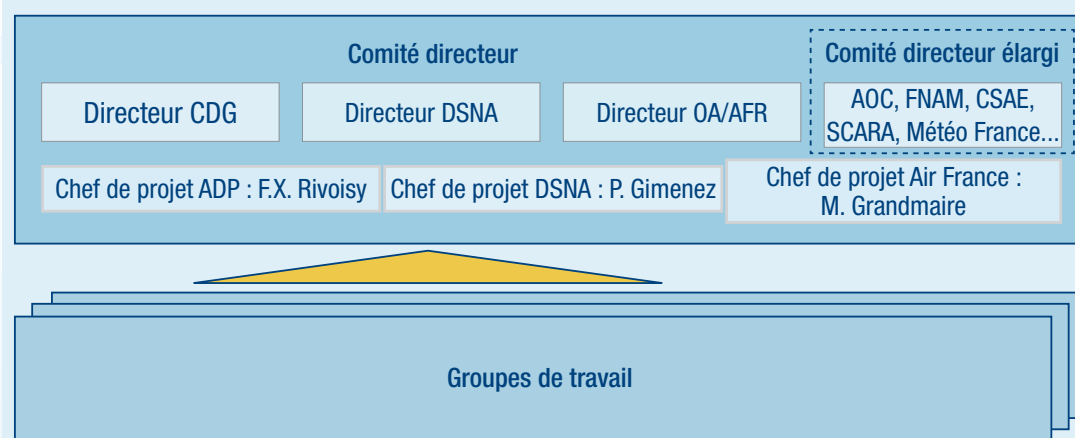 Comité directeur
Comité directeur élargi
Directeur CDG
Directeur DSNA
Directeur OA/AFR
AOC, FNAM, CSAE,
SCARA, Météo France...
Chef de projet ADP : F.X. Rivoisy
Chef de projet DSNA : P. Gimenez
Chef de projet Air France :
M. Grandmaire
Groupes de travail